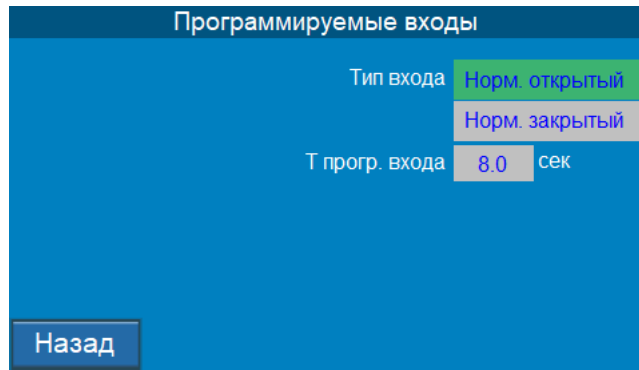 Программируемые входы
Тип входа Норм. открытый
Норм. закрытый
Т прогр. входа 8.0 сек
Назад